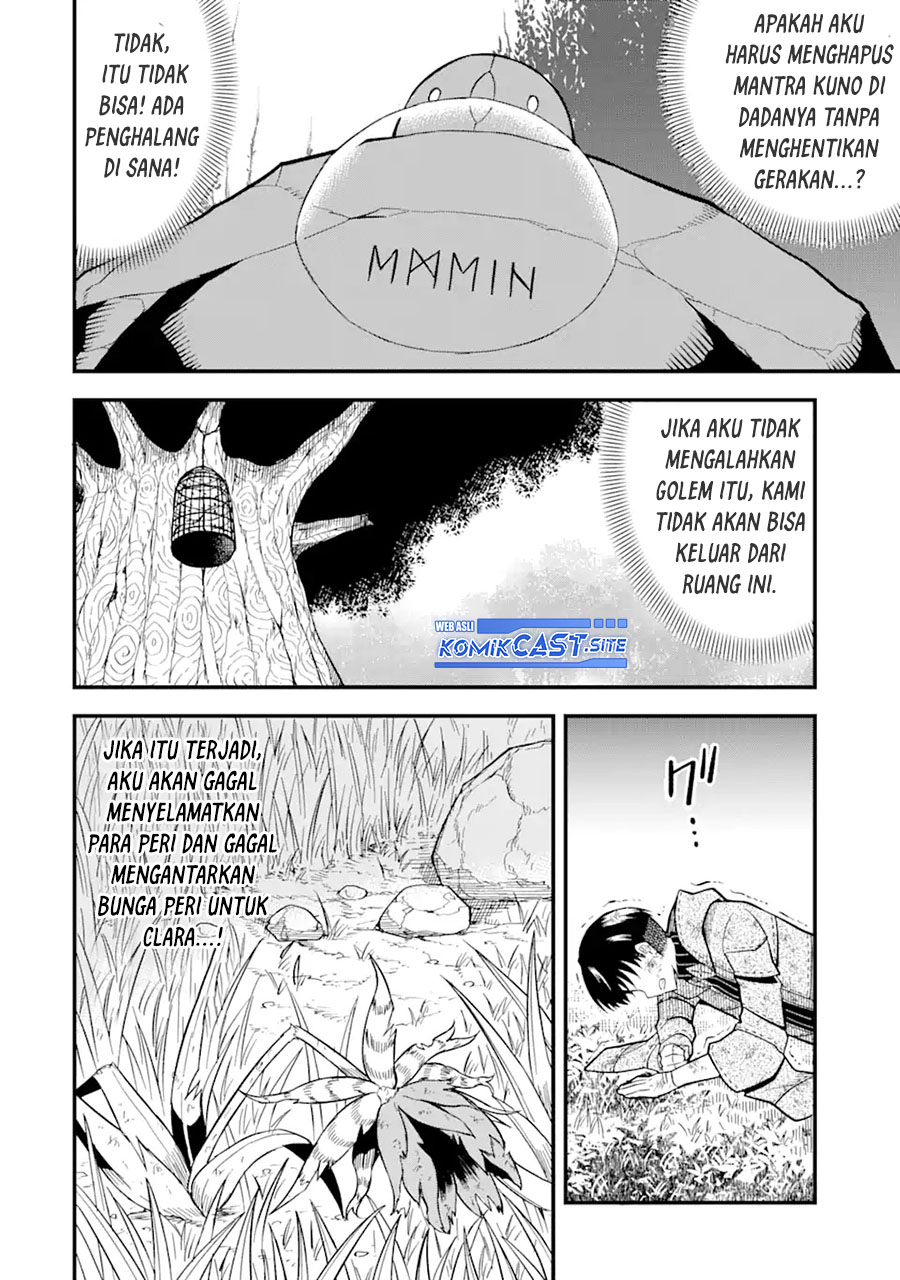 APAKAH AKU
HARUS MENGHAPUS
MANTRA KUNO DI
DADANYA TANPA
MENGHENTIKAN
GERAKAN...?
TIDAK,
ITU TIDAK
BISA! ADA
PENGHALANG
DI SANA!
JIKA AKU TIDAK
MENGALAHKAN
GOLEM ITU, KAMI
TIDAK AKAN BISA
KELUAR DARI
RUANG INI.
WEB ASLI
KOMIKCAST.SITE
グッ
…
JIKA ITU TERJADI,
AKU AKAN GAGAL
MENYELAMATKAN
PARA PERI DAN GAGAL
MENGANTARKAN
BUNGA PERI UNTUK
CLARA...!